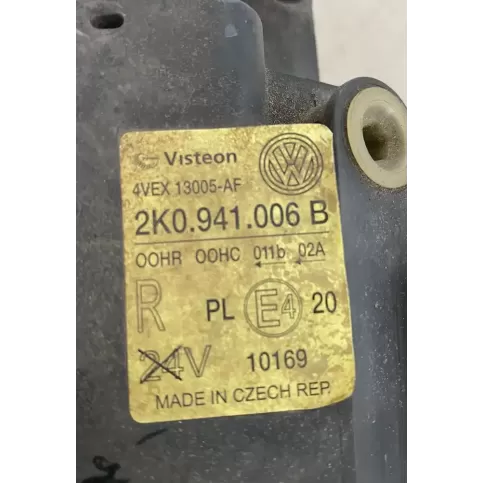 Visteon
4VEX 13005-AF
2K0.941.006 B
OOHR OOHC 011b 02A
R PL E4 20
24V 10169
MADE IN CZECH REP.